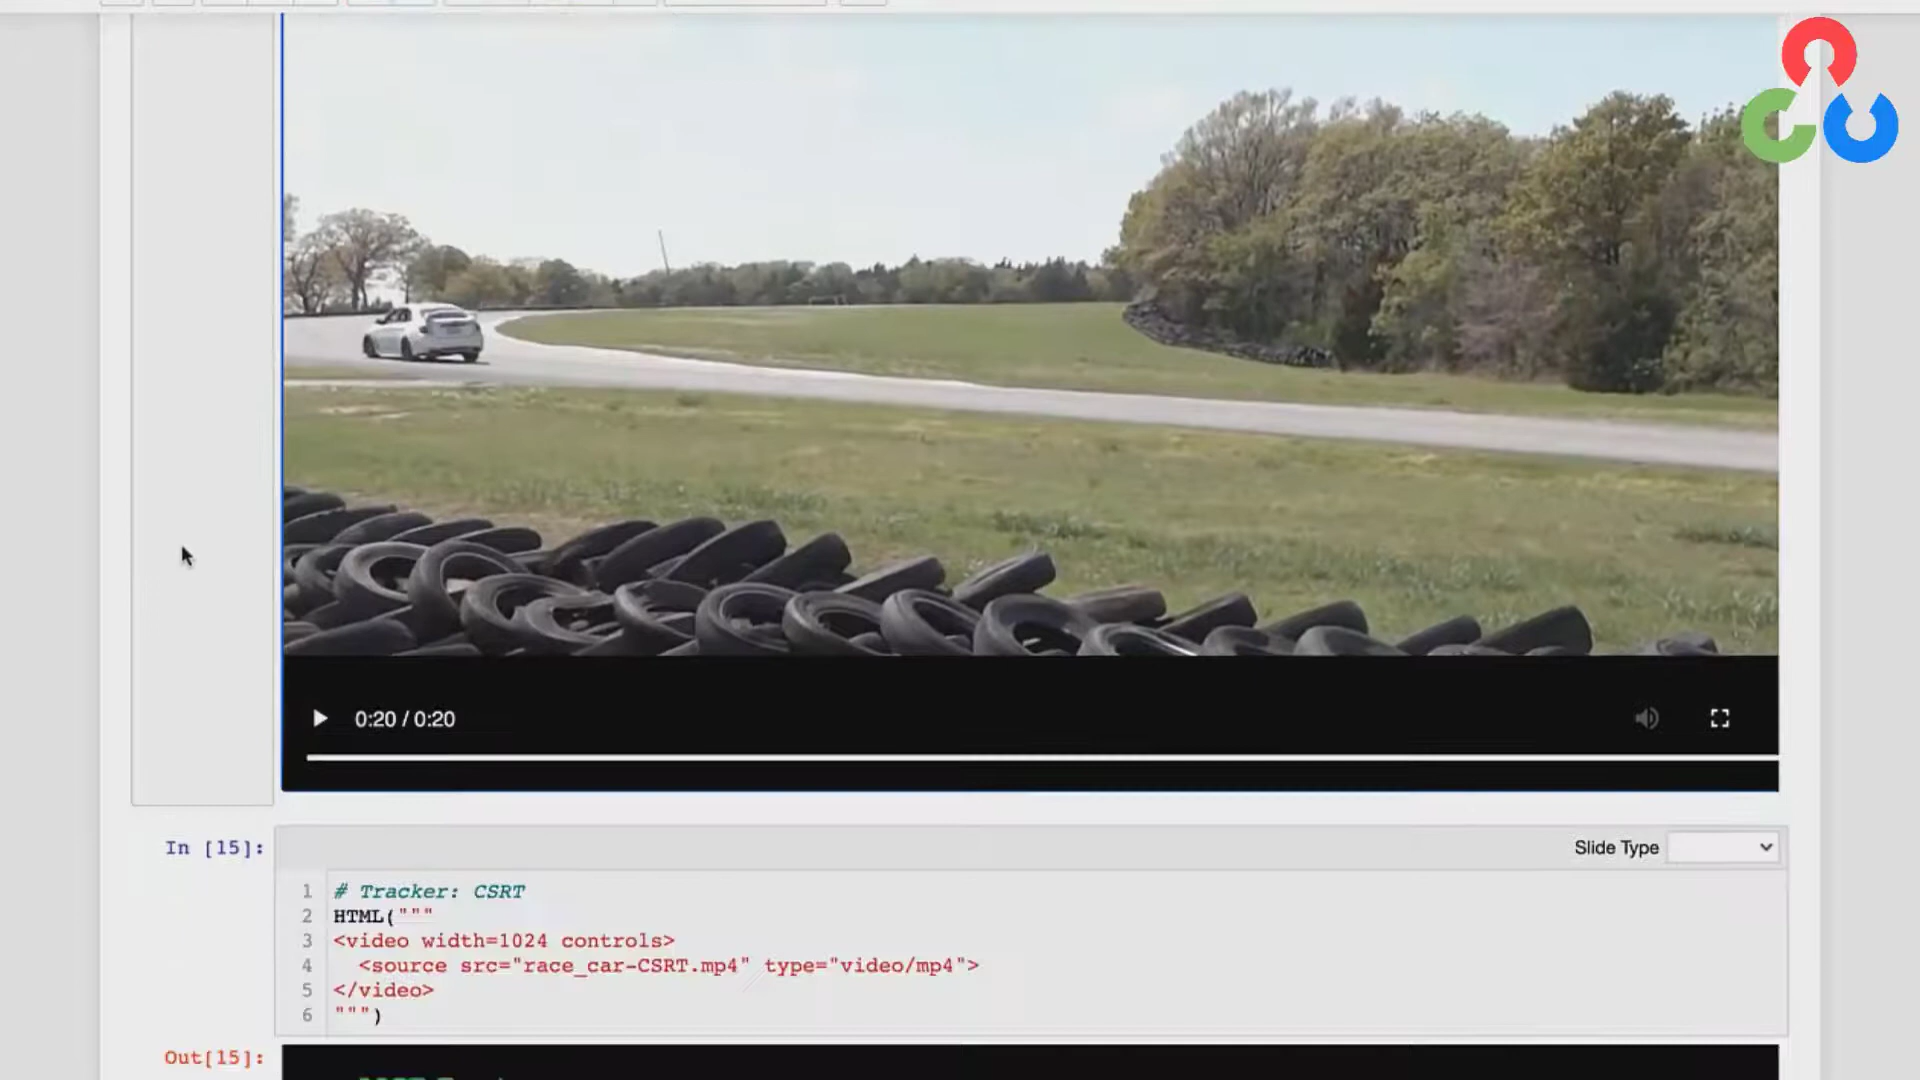 0:20 / 0:20
In [15]:
Slide Type
1 # Tracker: CSRT
2 HTML("""
3 <video width=1024 controls>
4   <source src="race_car-CSRT.mp4" type="video/mp4">
5 </video>
6 """)
Out[15]: